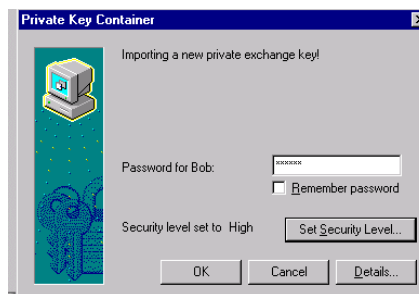 Private Key Container
Importing a new private exchange key!
Password for Bob: xxxxxx
Remember password
Security level set to High
Set Security Level...
OK Cancel Details...